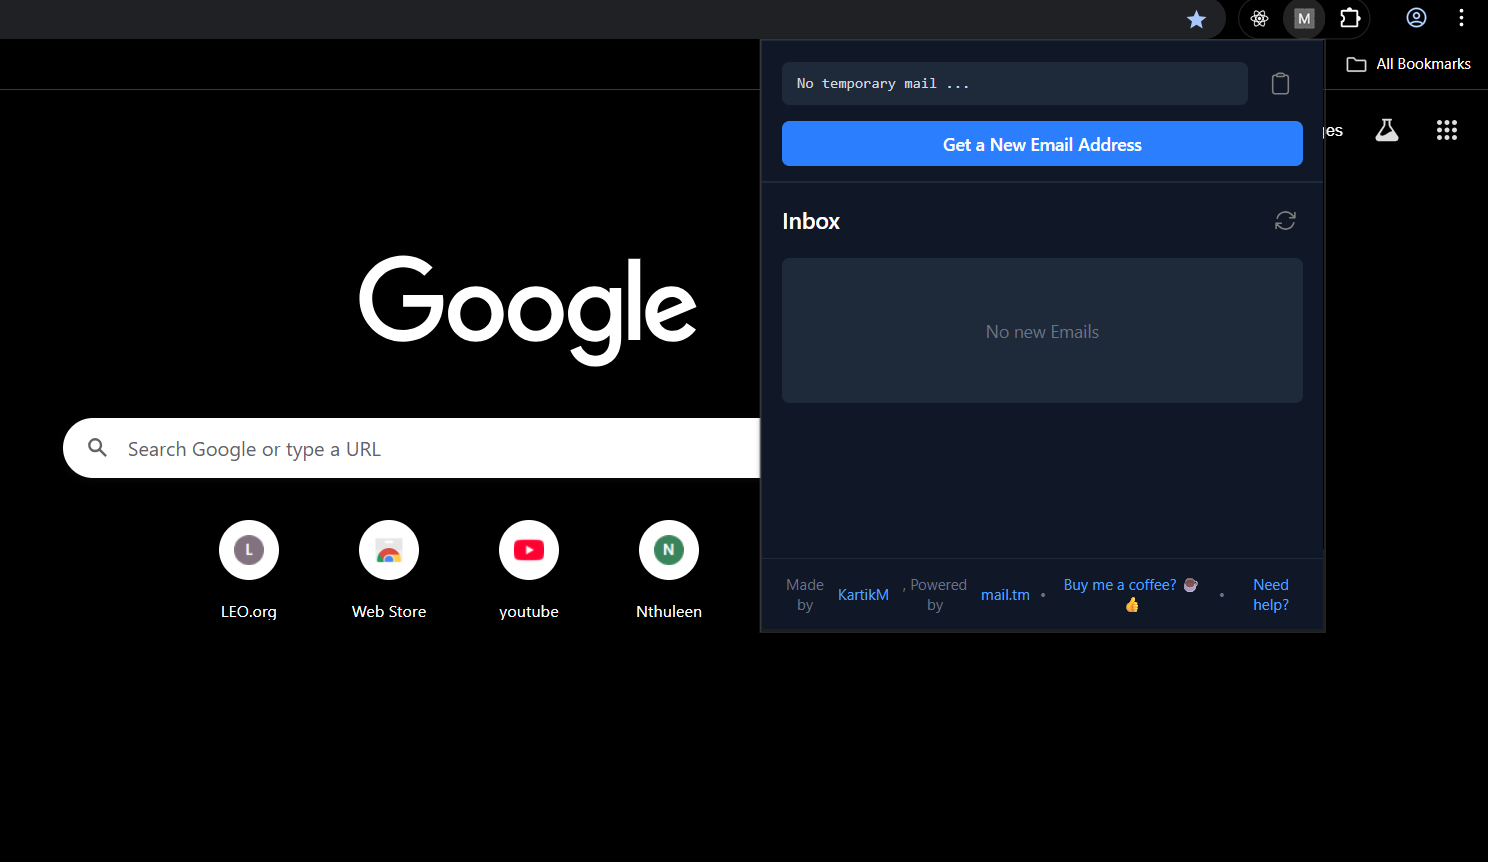 M
All Bookmarks
No temporary mail ...
Get a New Email Address
Inbox
No new Emails
Google
Search Google or type a URL
L
N
LEO.org
Web Store
youtube
Nthuleen
Made by KartikM , Powered by mail.tm • Buy me a coffee? ☕👍 • Need help?